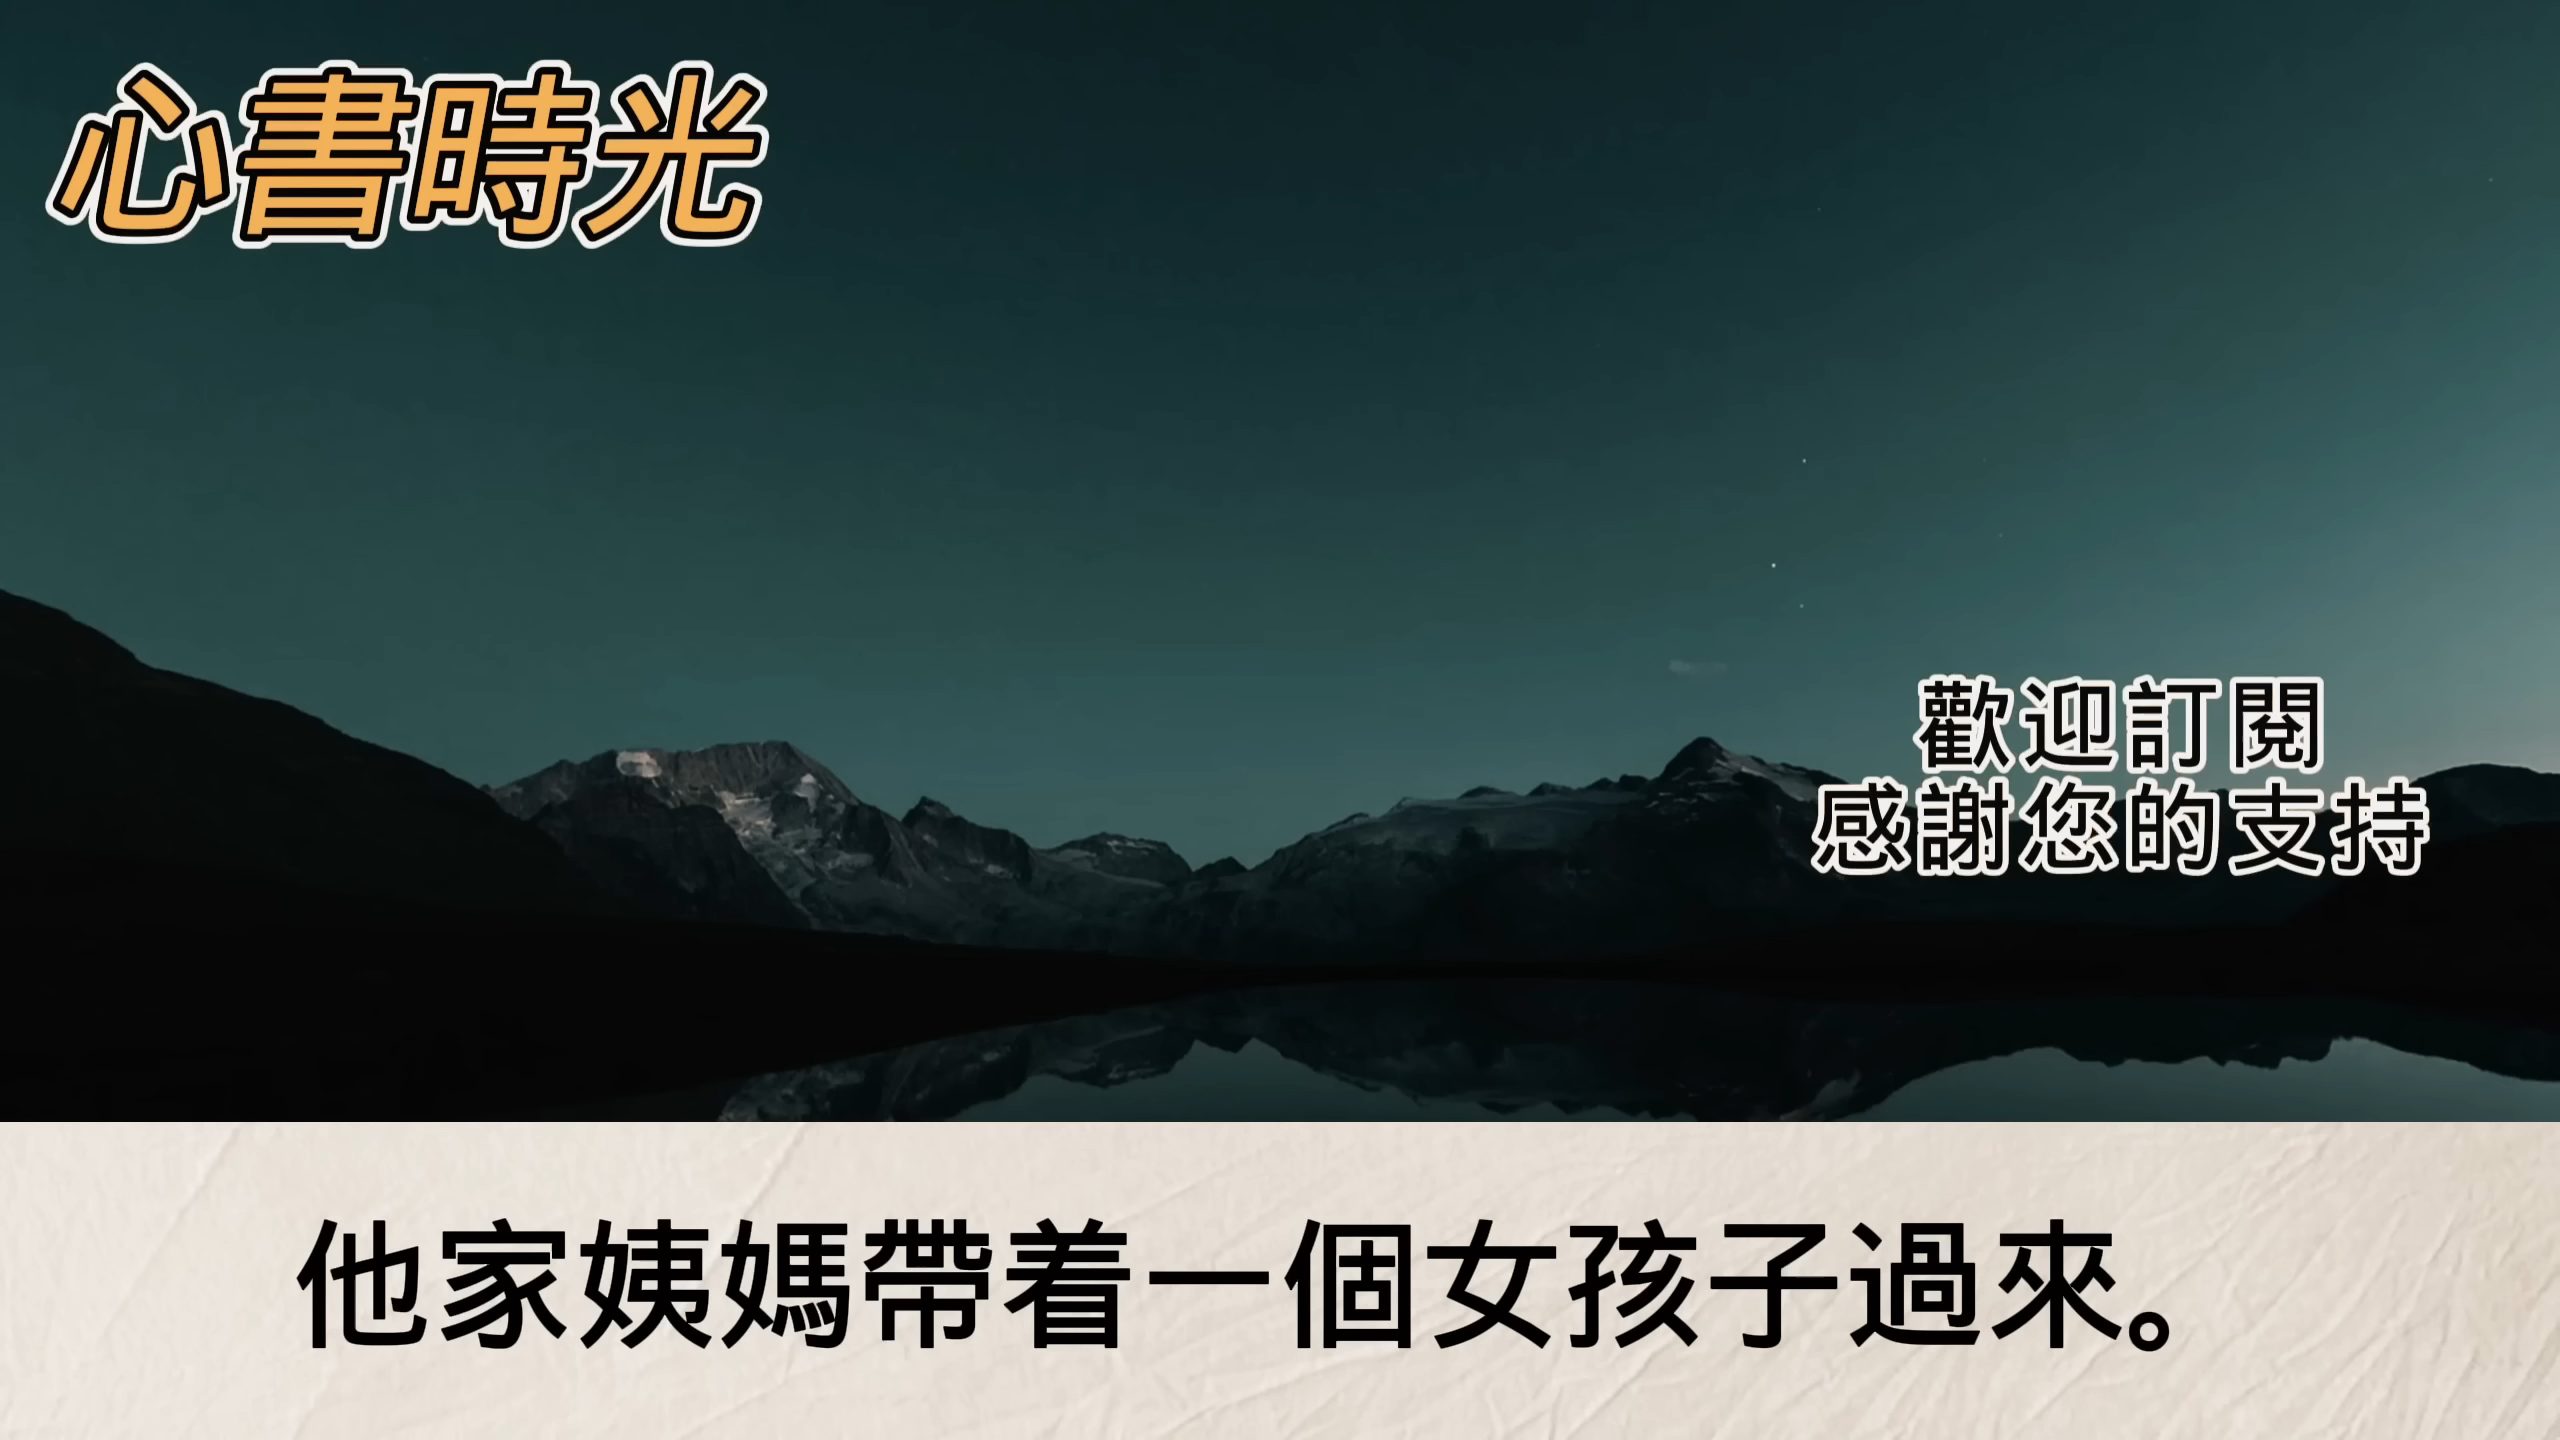 心書時光
歡迎訂閱
感謝您的支持
他家姨媽帶着一個女孩子過來。